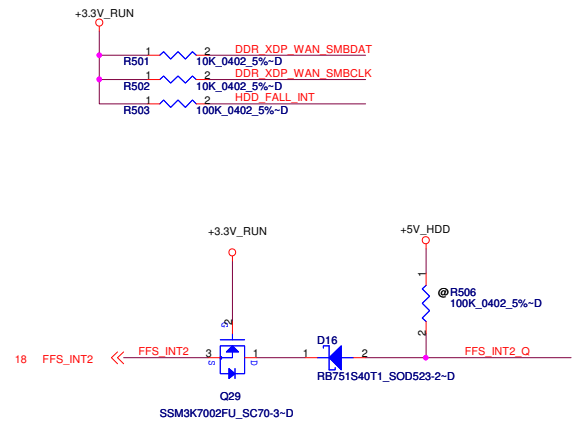 +3.3V_RUN
1 2 DDR_XDP_WAN_SMBDAT
R501 10K_0402_5%~D
1 2 DDR_XDP_WAN_SMBCLK
R502 10K_0402_5%~D
1 2 HDD_FALL_INT
R503 100K_0402_5%~D
+3.3V_RUN
+5V_HDD
1
@R506
100K_0402_5%~D
2
G
2
D16
18 FFS_INT2 FFS_INT2 3 S D 1 1 2 FFS_INT2_Q
RB751S40T1_SOD523-2~D
Q29
SSM3K7002FU_SC70-3~D